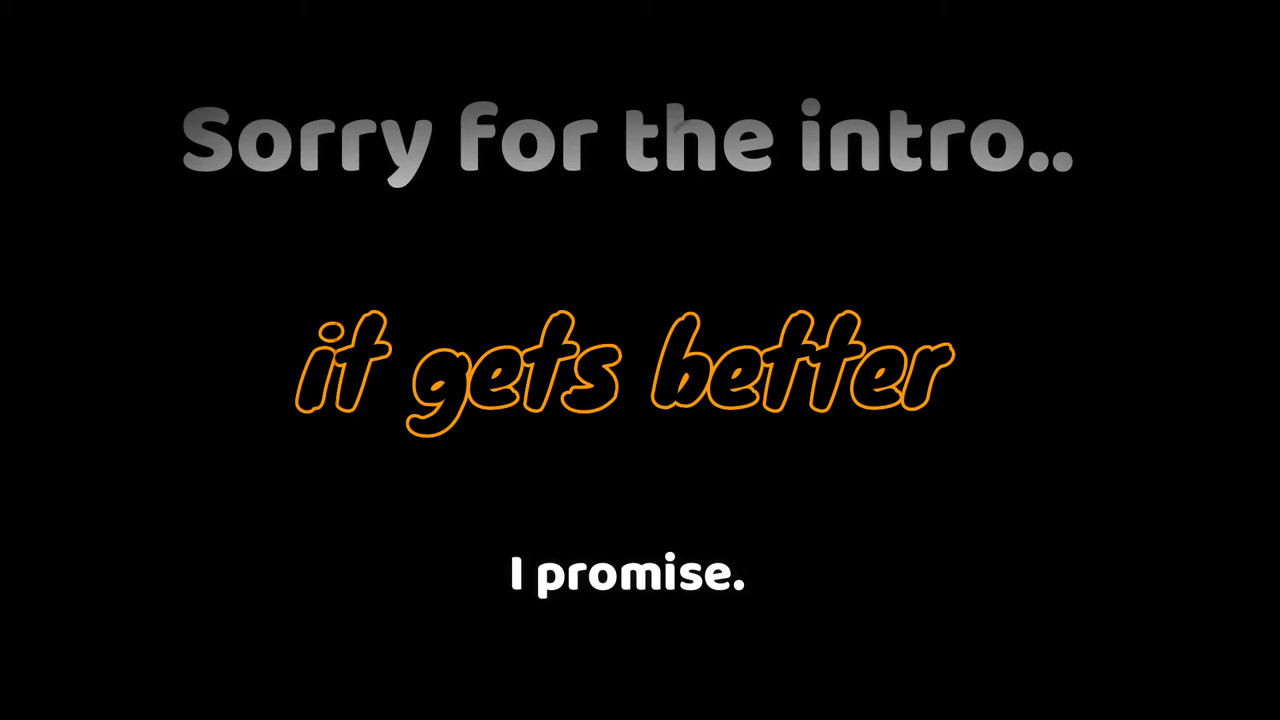 Sorry for the intro..
it gets better
I promise.